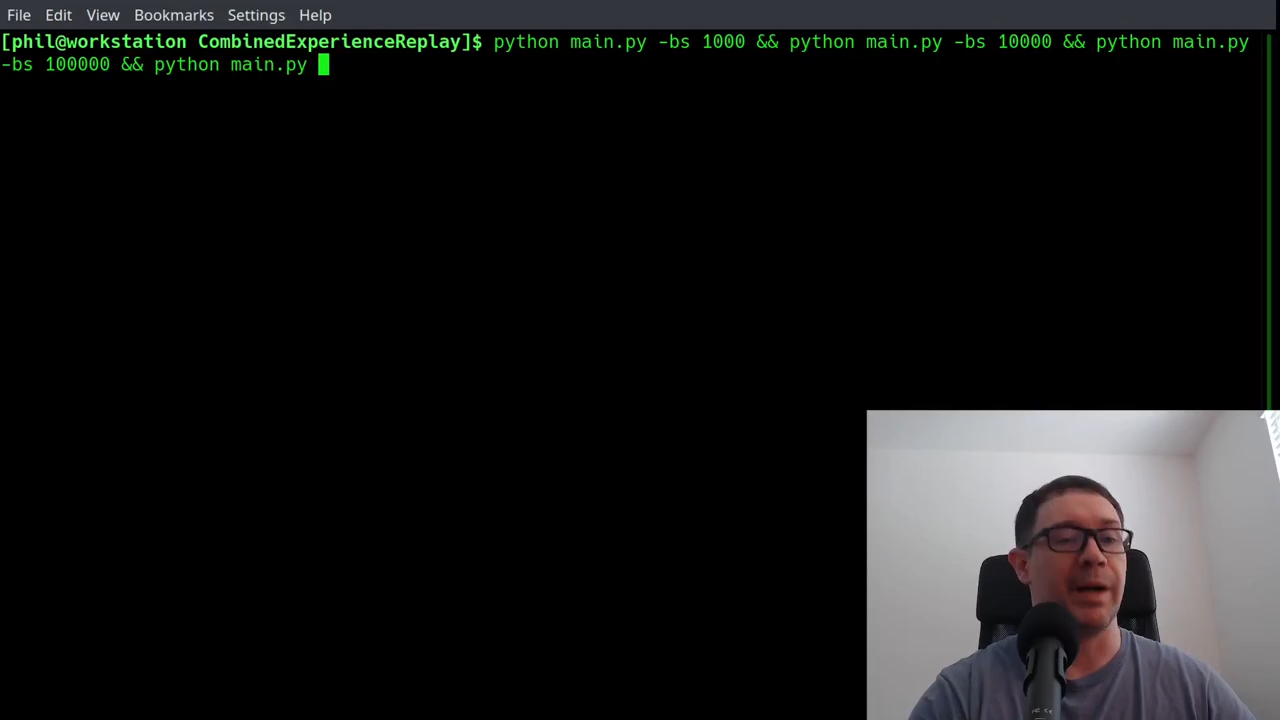 File Edit View Bookmarks Settings Help
[phil@workstation CombinedExperienceReplay]$ python main.py -bs 1000 && python main.py -bs 10000 && python main.py
-bs 100000 && python main.py